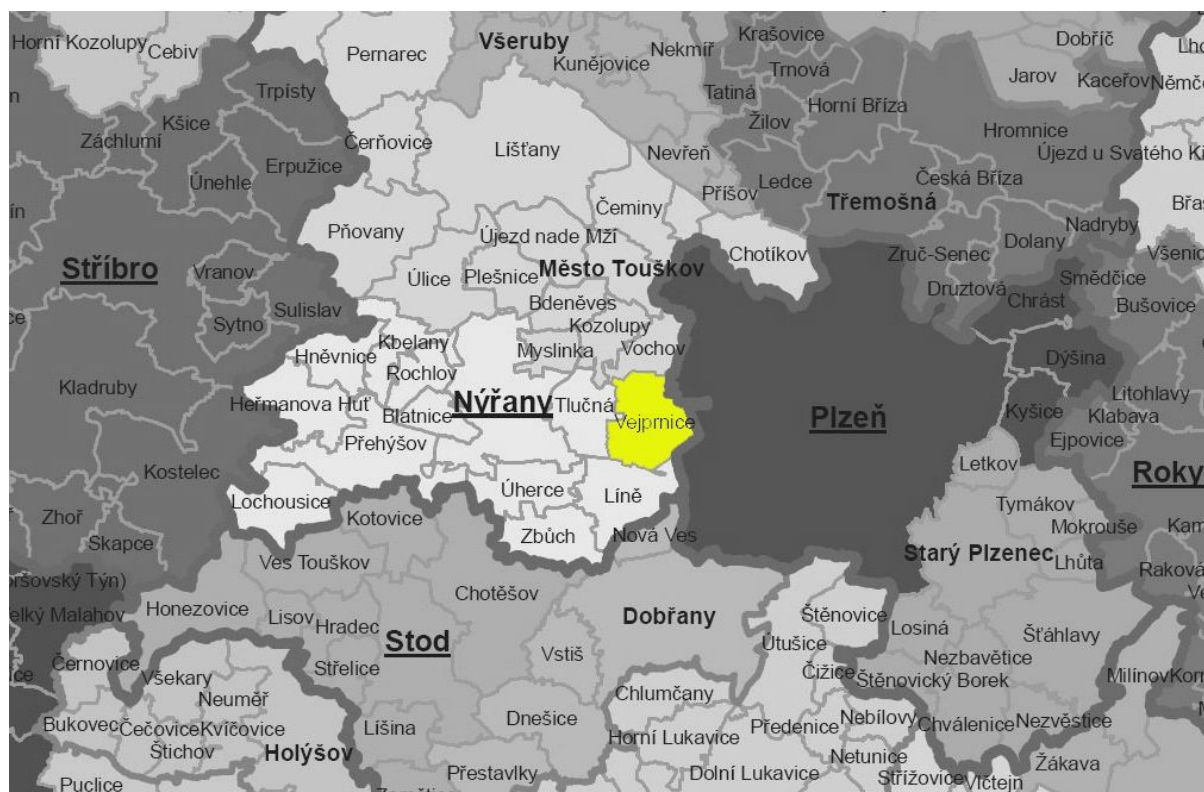 Horní Kozolupy
Cebiv
Pernarec
Všeruby
Nekmíř
Kunějovice
Krašovice
Trnová
Dobříč
Jarov
Kaceřov
Trpísty
Kšice
Záchlumí
Černovice
Líšťany
Tatiná
Horní Bříza
Žilov
Hromnice
Erpužice
Únehle
Nevřeň
Příšov
Ledce
Česká Bříza
Třemošná
Čeminy
Pňovany
Újezd nade Mží
Chotíkov
Nadryby
Dolany
Zruč-Senec
Stříbro
Vranov
Úlice
Plešnice
Město Touškov
Smědčice
Druztová
Chrást
Bušovice
Sulislav
Sytno
Bdeněves
Kozolupy
Vochov
Myslinka
Kbelany
Hněvnice
Rochlov
Dýšina
Kladruby
Heřmanova Huť
Blatnice
Nýřany
Tlučná
Vejprnice
Plzeň
Kyšice
Litohlavy
Klabava
Ejpovice
Přehýšov
Kostelec
Letkov
Lochousice
Úherce
Líně
Tymákov
Zhoř
Kotovice
Zbůch
Nová Ves
Mokrouše
Skapce
Starý Plzenec
Lhůta
Ves Touškov
Chotěšov
Honezovice
Lisov
Hradec
Stod
Dobřany
Štěnovice
Útušice
Losiná
Šťáhlavy
Střelice
Vstiš
Nezbavětice
Černovice
Všekary
Neuměř
Čižice
Štěnovický Borek
Milínov
Chlumčany
Bukovec
Čečovice
Kvíčovice
Štichov
Líšina
Dnešice
Předenice
Nebílovy
Chválenice
Nezvěstice
Horní Lukavice
Holýšov
Netunice
Žákava
Puclice
Přestavlky
Dolní Lukavice
Střížovice
Vlčtejn